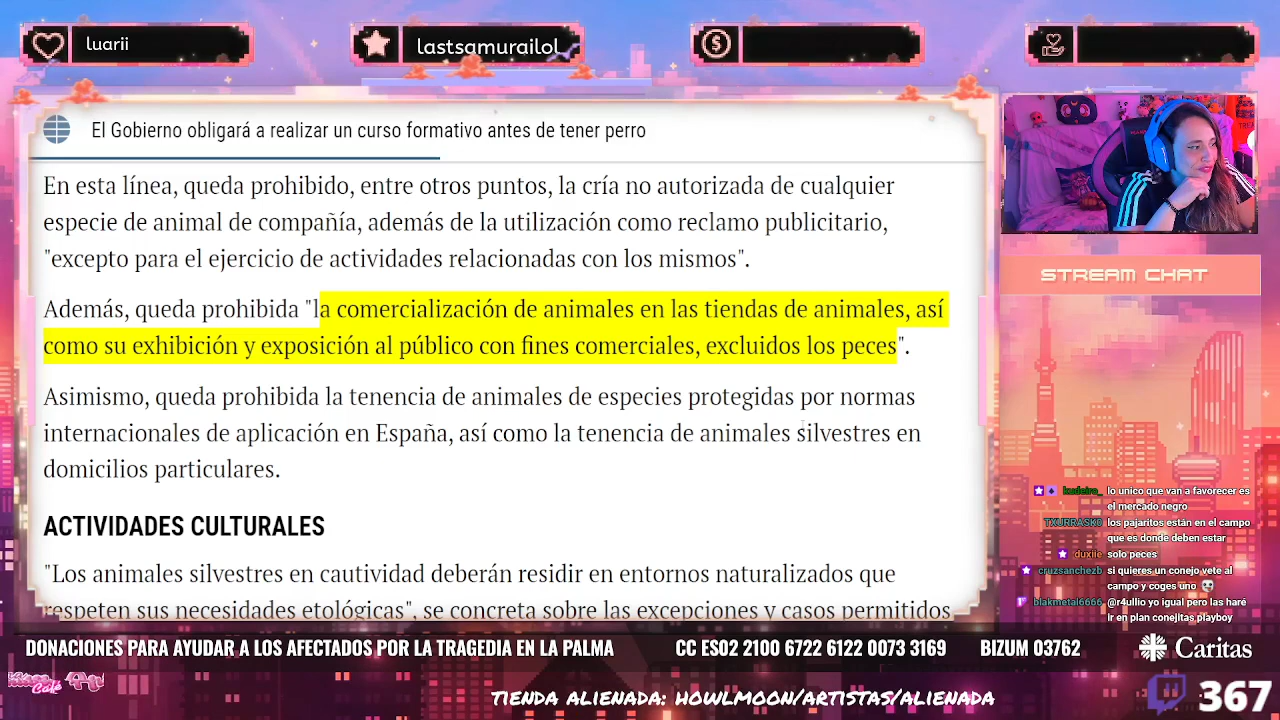 luarii
lastsamurailol
El Gobierno obligará a realizar un curso formativo antes de tener perro
En esta línea, queda prohibido, entre otros puntos, la cría no autorizada de cualquier
especie de animal de compañía, además de la utilización como reclamo publicitario,
"excepto para el ejercicio de actividades relacionadas con los mismos".
Además, queda prohibida "la comercialización de animales en las tiendas de animales, así
como su exhibición y exposición al público con fines comerciales, excluidos los peces".
Asimismo, queda prohibida la tenencia de animales de especies protegidas por normas
internacionales de aplicación en España, así como la tenencia de animales silvestres en
domicilios particulares.
ACTIVIDADES CULTURALES
"Los animales silvestres en cautividad deberán residir en entornos naturalizados que
respeten sus necesidades etológicas", se concreta sobre las excepciones y casos permitidos
STREAM CHAT
kudeira_ lo unico que van a favorecer es
el mercado negro
TXURRASKO los pajaritos están en el campo
que es donde deben estar
duxiie solo peces
cruzsanchezb si quieres un conejo vete al
campo y coges uno
blakmetal6666 @r4ullio yo igual pero las haré
ir en plan conejitas playboy
DONACIONES PARA AYUDAR A LOS AFECTADOS POR LA TRAGEDIA EN LA PALMA CC ES02 2100 6722 6122 0073 3169 BIZUM 03762 Caritas
TIENDA ALIENADA: HOWLMOON/ARTISTAS/ALIENADA
367